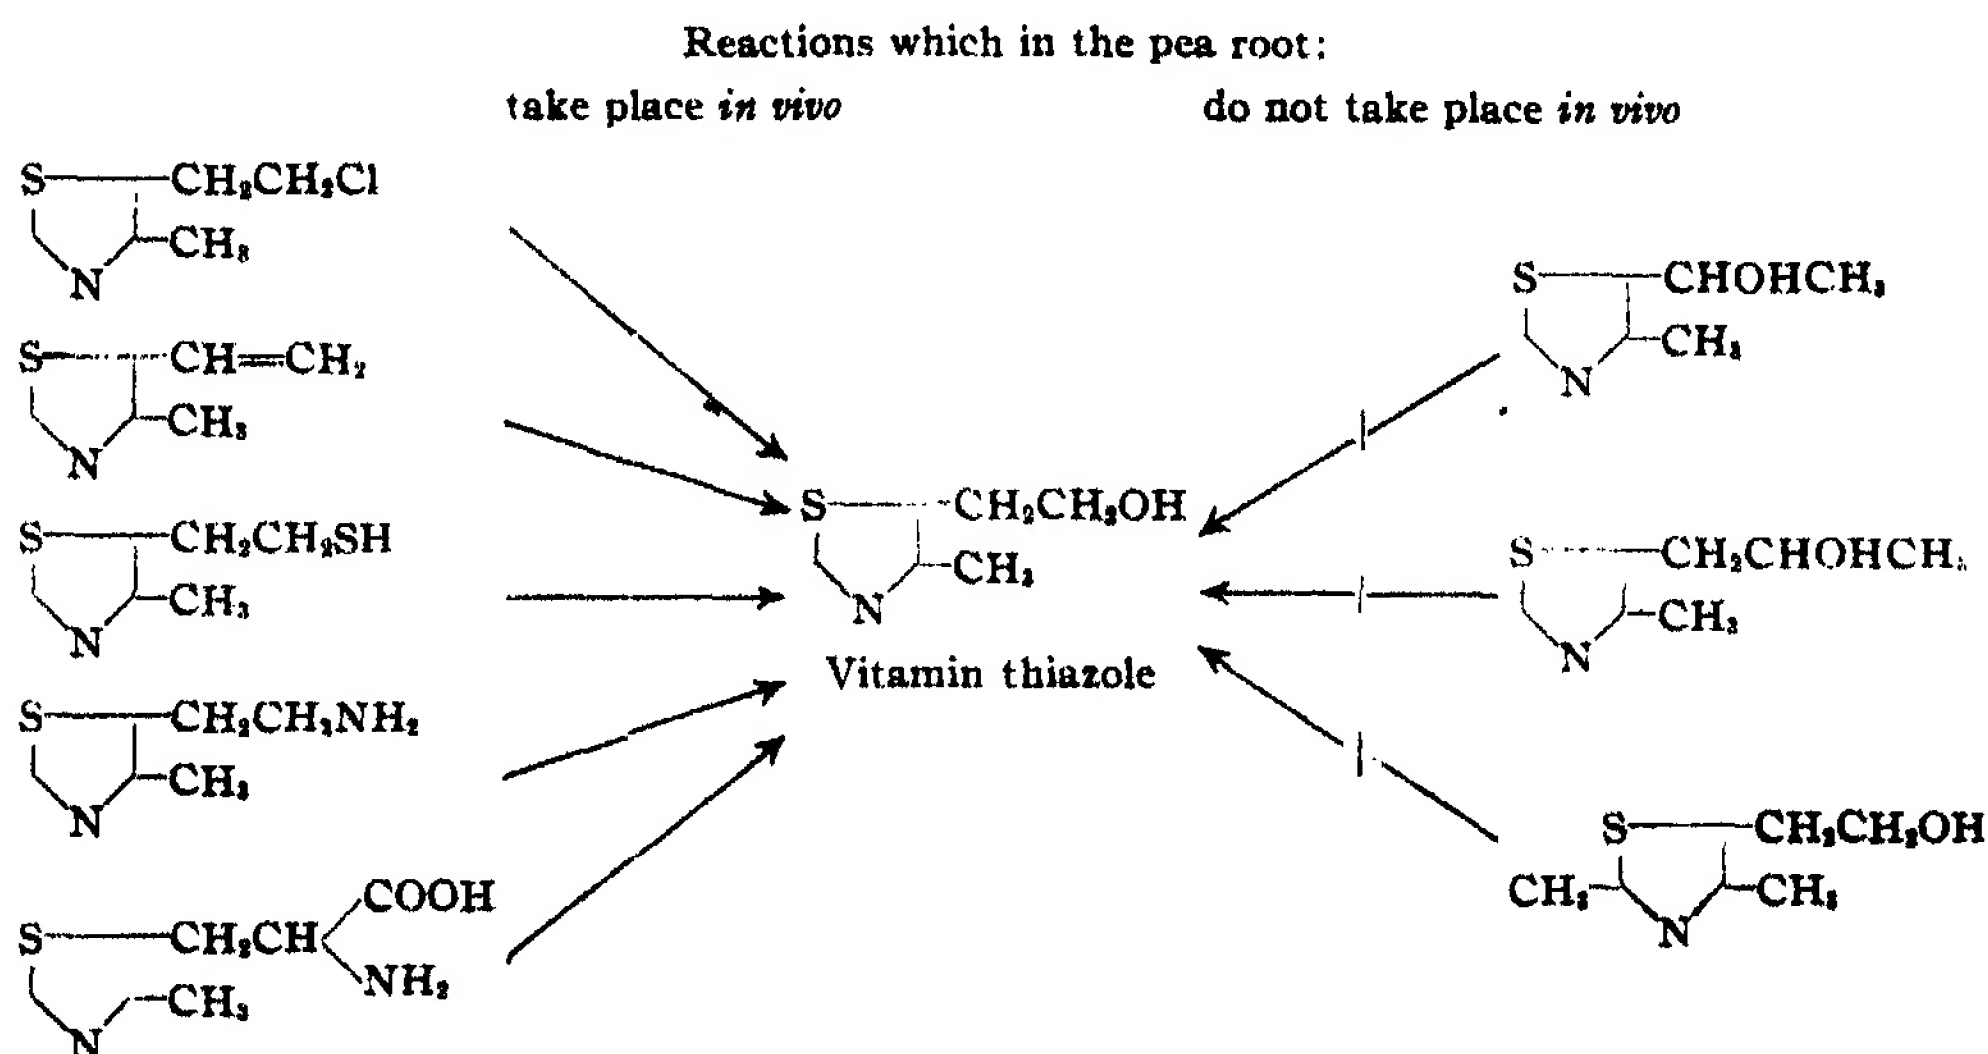 Reactions which in the pea root:
take place in vivo
do not take place in vivo
S CH₂CH₂Cl
CH₃
N
S CH=CH₂
CH₃
N
S CH₂CH₂SH
CH₃
N
S CH₂CH₂NH₂
CH₃
N
COOH
S CH₂CH
NH₂
CH₃
N
S CH₂CH₂OH
CH₃
N
Vitamin thiazole
S CHOHCH₃
CH₃
N
S CH₂CHOHCH₃
CH₃
N
S CH₂CH₂OH
CH₃ CH₃
N